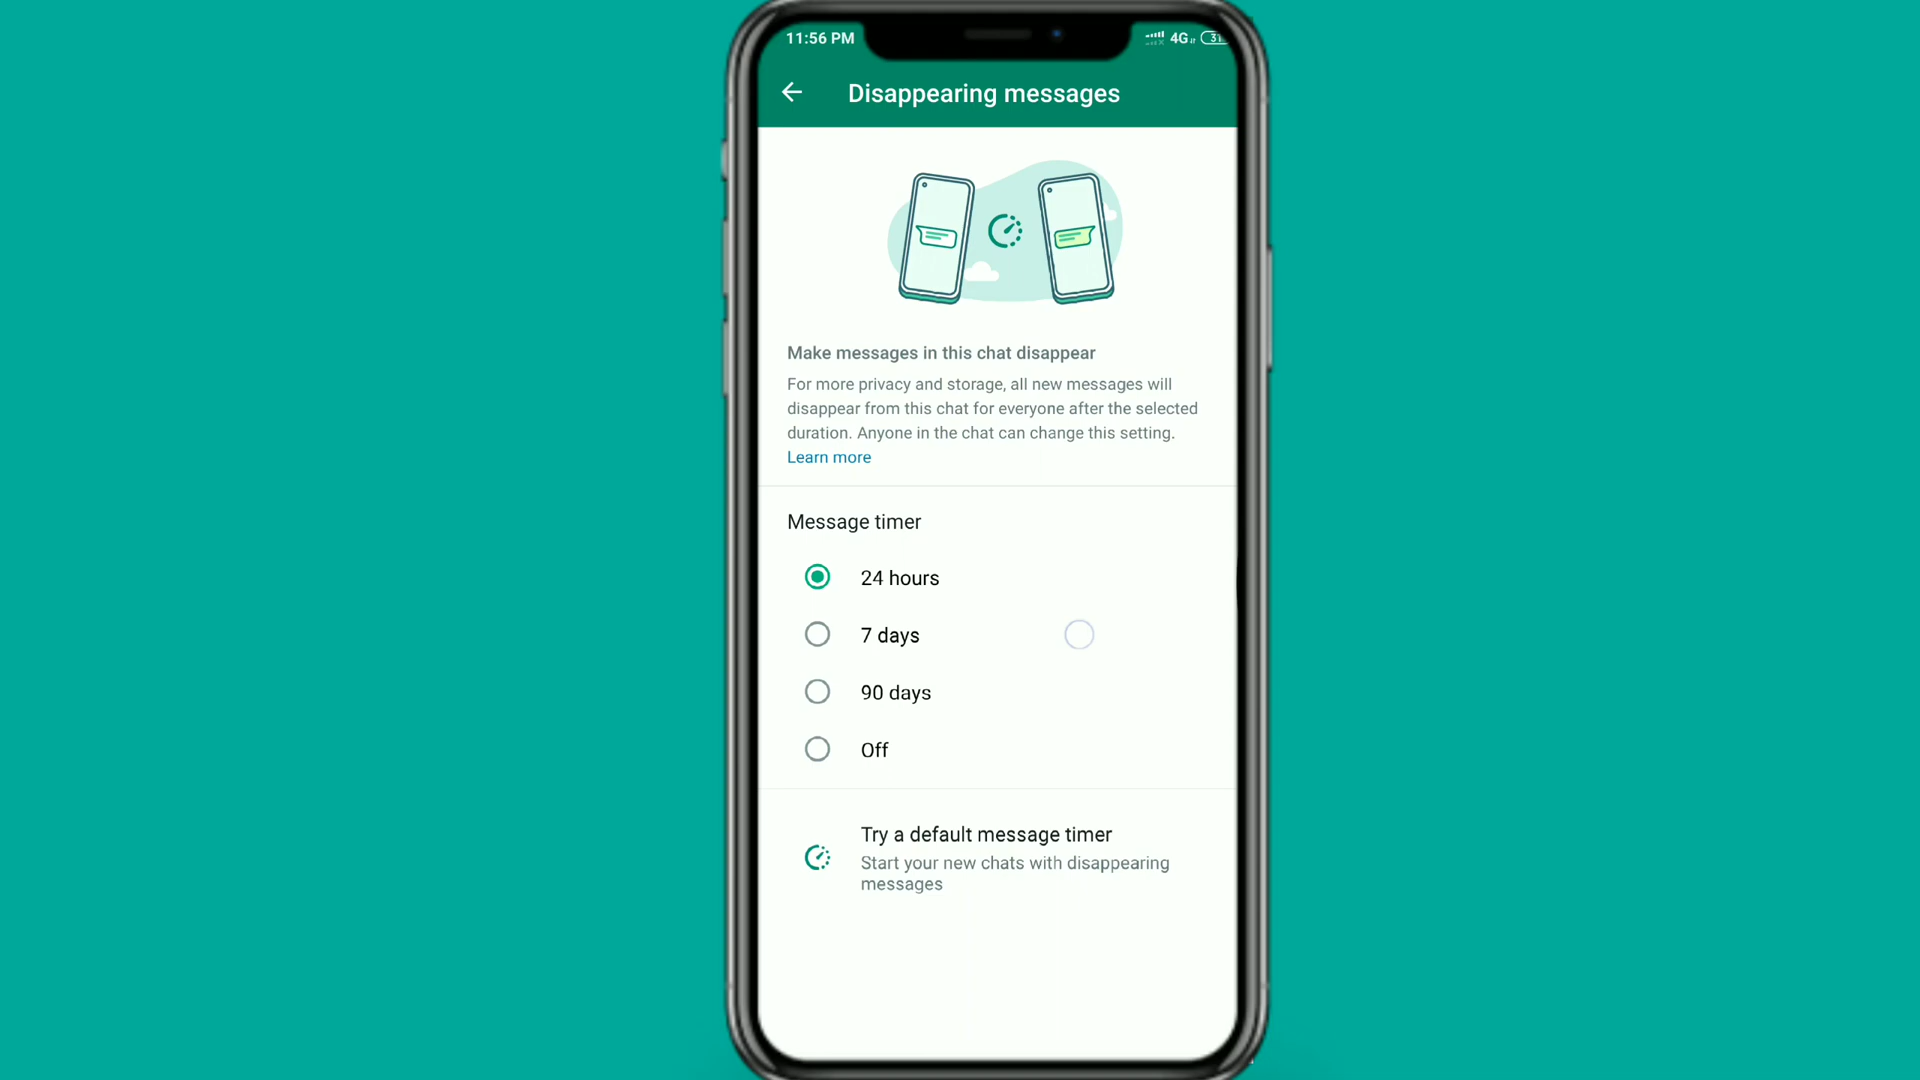 11:56 PM
4G
31
Disappearing messages
Make messages in this chat disappear
For more privacy and storage, all new messages will
disappear from this chat for everyone after the selected
duration. Anyone in the chat can change this setting.
Learn more
Message timer
24 hours
7 days
90 days
Off
Try a default message timer
Start your new chats with disappearing
messages